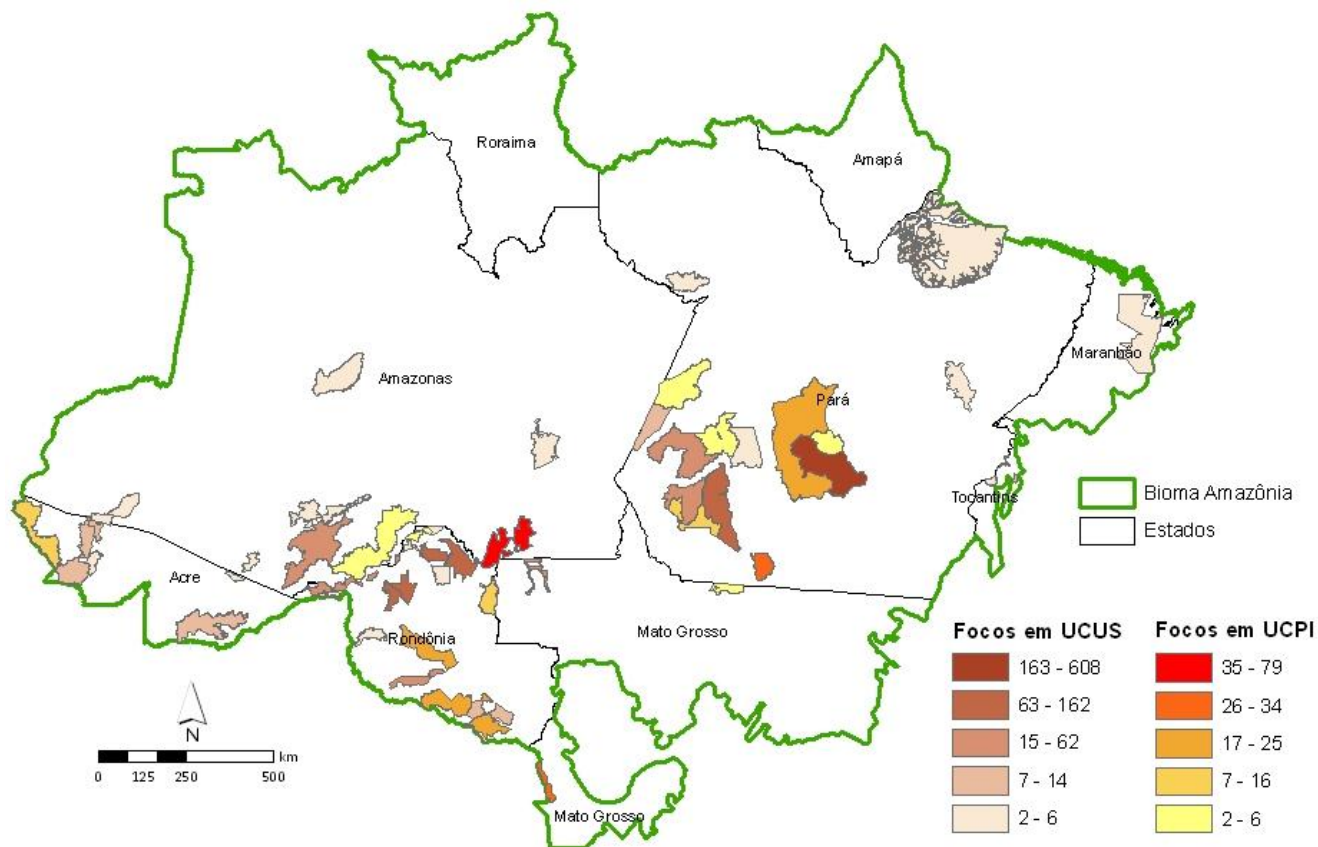 Roraima
Amapá
Maranhão
Amazonas
Pará
Tocantins
Bioma Amazônia
Estados
Acre
Rondônia
Mato Grosso
Focos em UCUS
Focos em UCPI
163 - 608
35 - 79
63 - 162
26 - 34
15 - 62
17 - 25
7 - 14
7 - 16
2 - 6
2 - 6
N
km
0 125 250 500
Mato Grosso